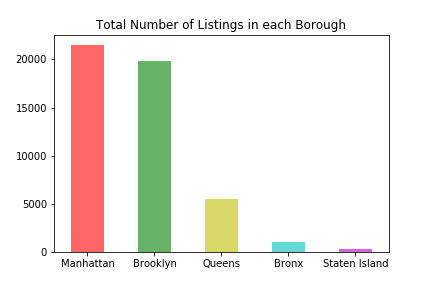 Total Number of Listings in each Borough
20000
15000
10000
5000
0
Manhattan Brooklyn Queens Bronx Staten Island